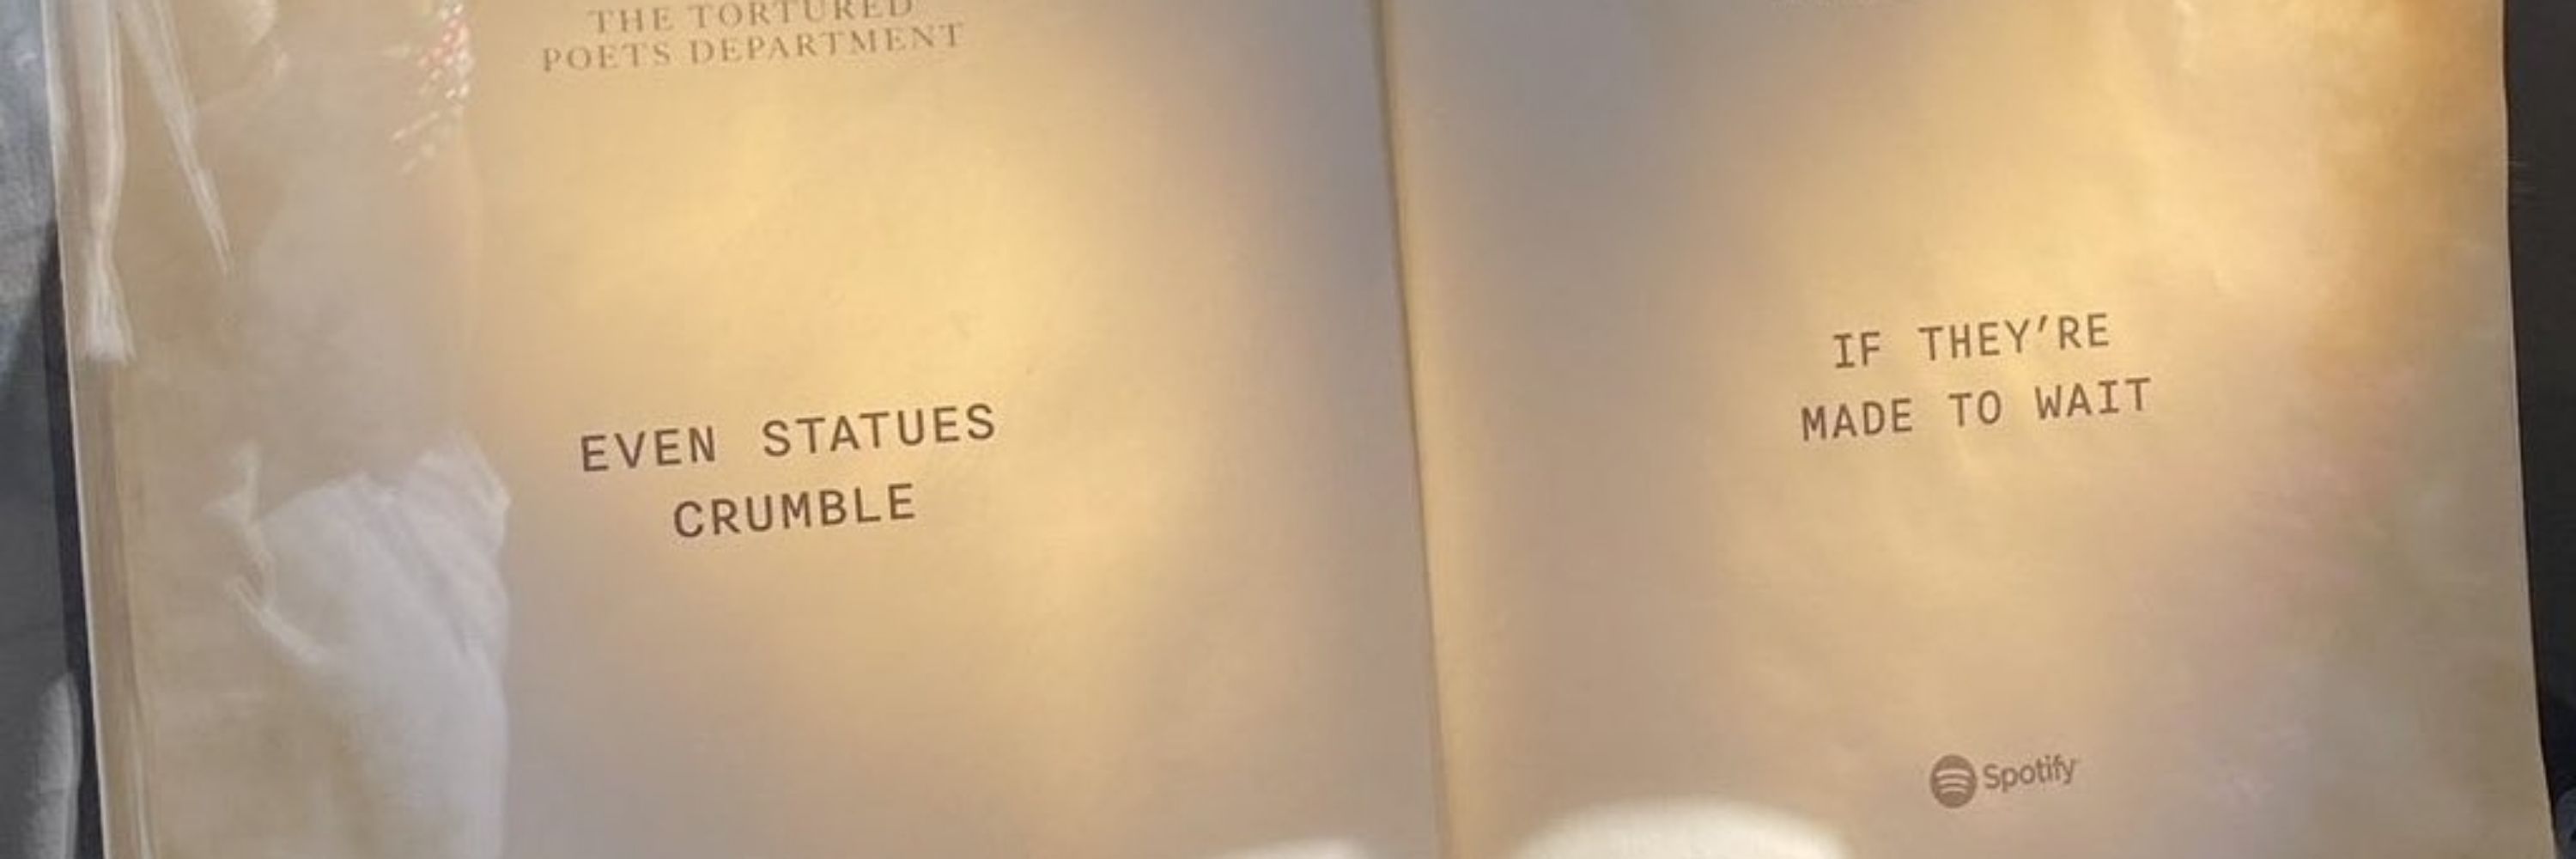 THE TORTURED
POETS DEPARTMENT
EVEN STATUES
CRUMBLE
IF THEY'RE
MADE TO WAIT
Spotify